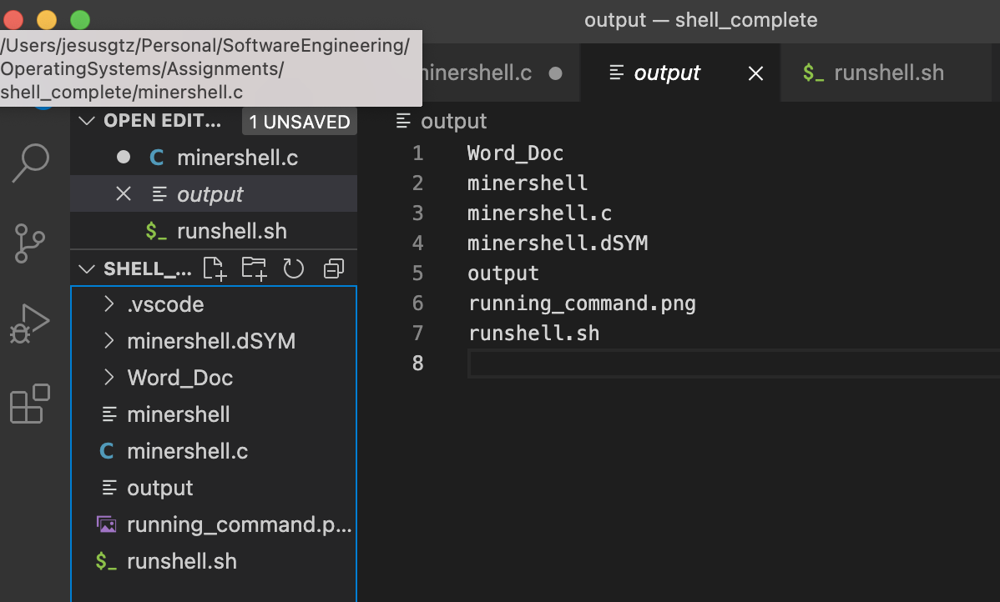 output — shell_complete
/Users/jesusgtz/Personal/SoftwareEngineering/
OperatingSystems/Assignments/
shell_complete/minershell.c
inershell.c
output
$_ runshell.sh
OPEN EDIT...
1 UNSAVED
C minershell.c
output
$_ runshell.sh
SHELL_...
.vscode
minershell.dSYM
Word_Doc
minershell
C minershell.c
output
running_command.p...
$_ runshell.sh
output
1 Word_Doc
2 minershell
3 minershell.c
4 minershell.dSYM
5 output
6 running_command.png
7 runshell.sh
8